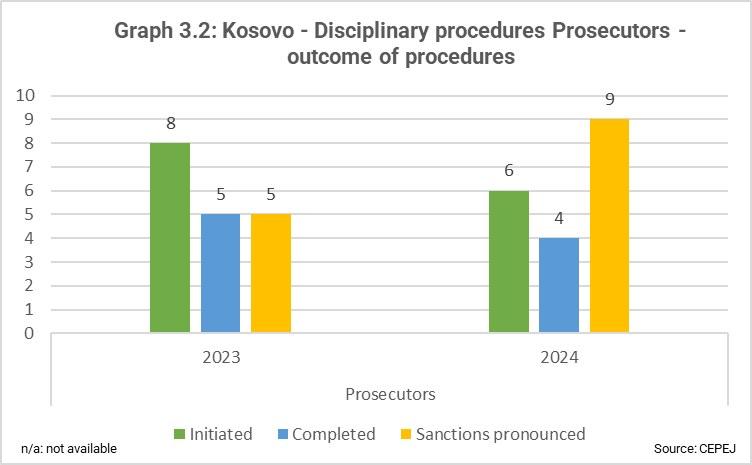 Graph 3.2: Kosovo - Disciplinary procedures Prosecutors -
outcome of procedures
10
9
8
7
6
5
4
3
2
1
0
8
5
5
6
4
9
2023
2024
Prosecutors
Initiated
Completed
Sanctions pronounced
n/a: not available
Source: CEPEJ